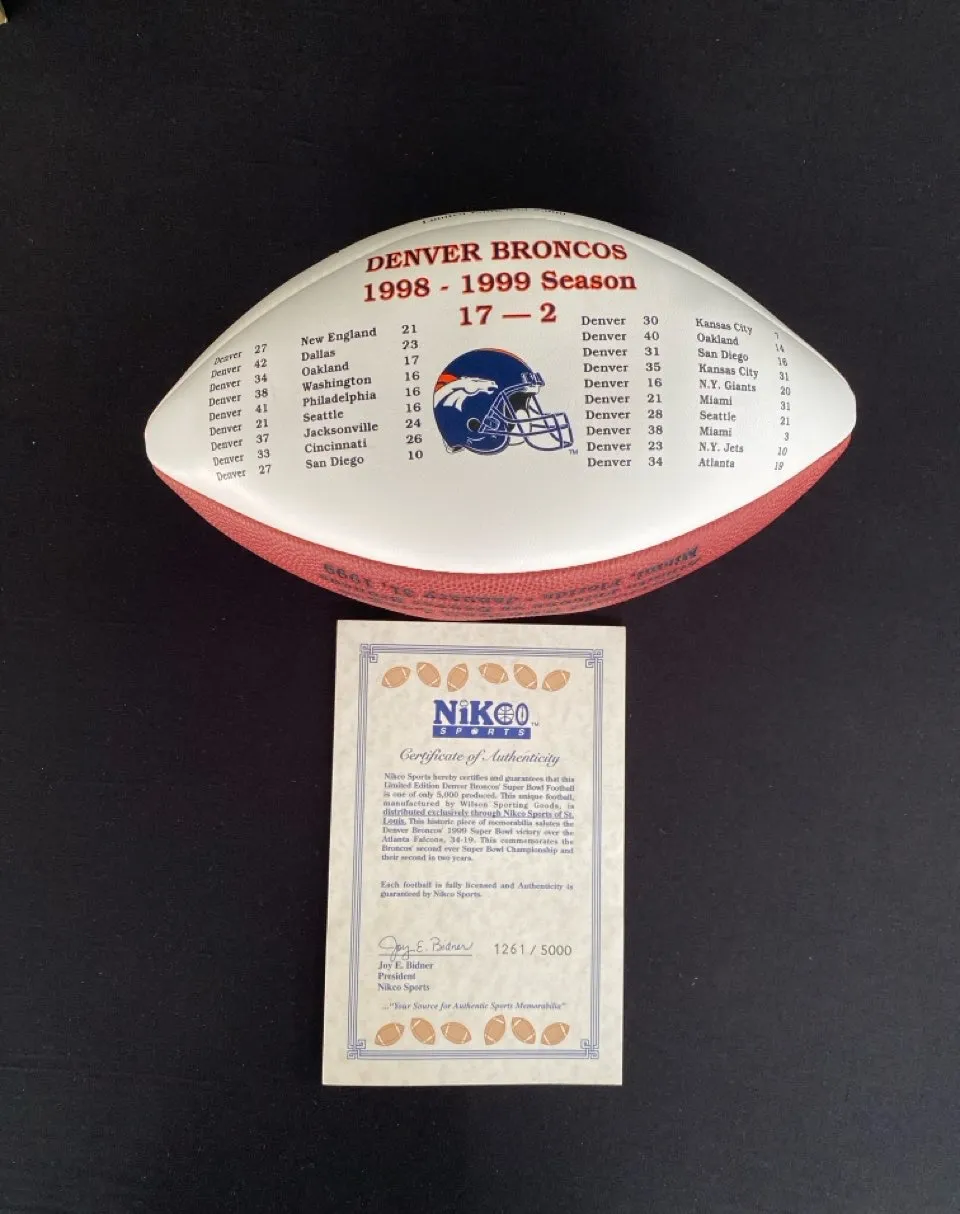 DENVER BRONCOS
1998 - 1999 Season
17 — 2
Denver 27 New England 21
Denver 42 Dallas 23
Denver 34 Oakland 17
Denver 38 Washington 16
Denver 41 Philadelphia 16
Denver 21 Seattle 16
Denver 37 Jacksonville 24
Denver 33 Cincinnati 26
Denver 27 San Diego 10
Denver 30 Kansas City 7
Denver 40 Oakland 14
Denver 31 San Diego 16
Denver 35 Kansas City 31
Denver 16 N.Y. Giants 20
Denver 21 Miami 31
Denver 28 Seattle 21
Denver 38 Miami 3
Denver 23 N.Y. Jets 10
Denver 34 Atlanta 19
TM
Miami, Florida January 31, 1999
NiKCO TM
SPORTS
Certificate of Authenticity
Nikco Sports hereby certifies and guarantees that this
Limited Edition Denver Broncos' Super Bowl Football
is one of only 5,000 produced. This unique football,
manufactured by Wilson Sporting Goods, is
distributed exclusively through Nikco Sports of St.
Louis. This historic piece of memorabilia salutes the
Denver Broncos' 1999 Super Bowl victory over the
Atlanta Falcons, 34-19. This commemorates the
Broncos' second ever Super Bowl Championship and
their second in two years.
Each football is fully licensed and Authenticity is
guaranteed by Nikco Sports.
Joy E. Bidner 1261 / 5000
Joy E. Bidner
President
Nikco Sports
..."Your Source for Authentic Sports Memorabilia"